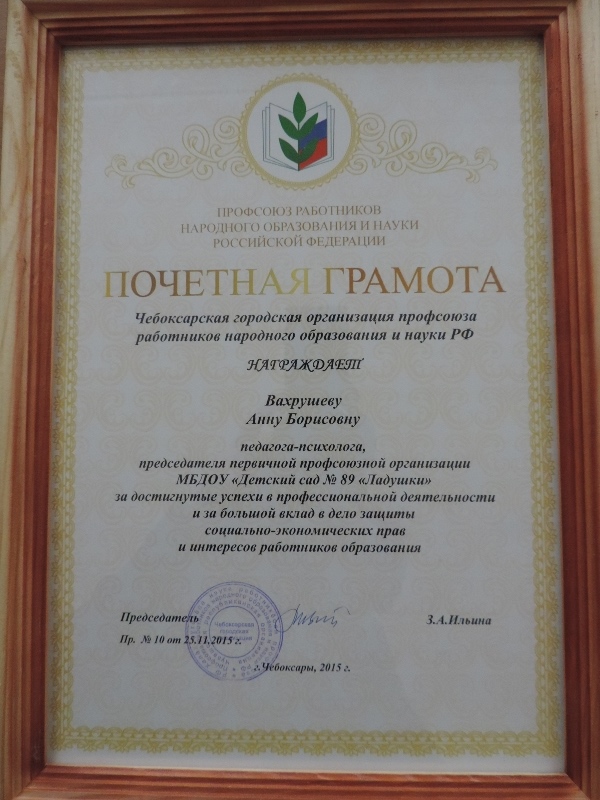 ПРОФСОЮЗ РАБОТНИКОВ
НАРОДНОГО ОБРАЗОВАНИЯ И НАУКИ
РОССИЙСКОЙ ФЕДЕРАЦИИ
ПОЧЕТНАЯ ГРАМОТА
Чебоксарская городская организация профсоюза
работников народного образования и науки РФ
НАГРАЖДАЕТ
Вахрушеву
Анну Борисовну
педагога-психолога,
председателя первичной профсоюзной организации
МБДОУ «Детский сад № 89 «Ладушки»
за достигнутые успехи в профессиональной деятельности
и за большой вклад в дело защиты
социально-экономических прав
и интересов работников образования
Председатель
З.А.Ильина
Чебоксарская
городская
Пр. № 10 от 25.11.2015 г.
г.Чебоксары, 2015 г.